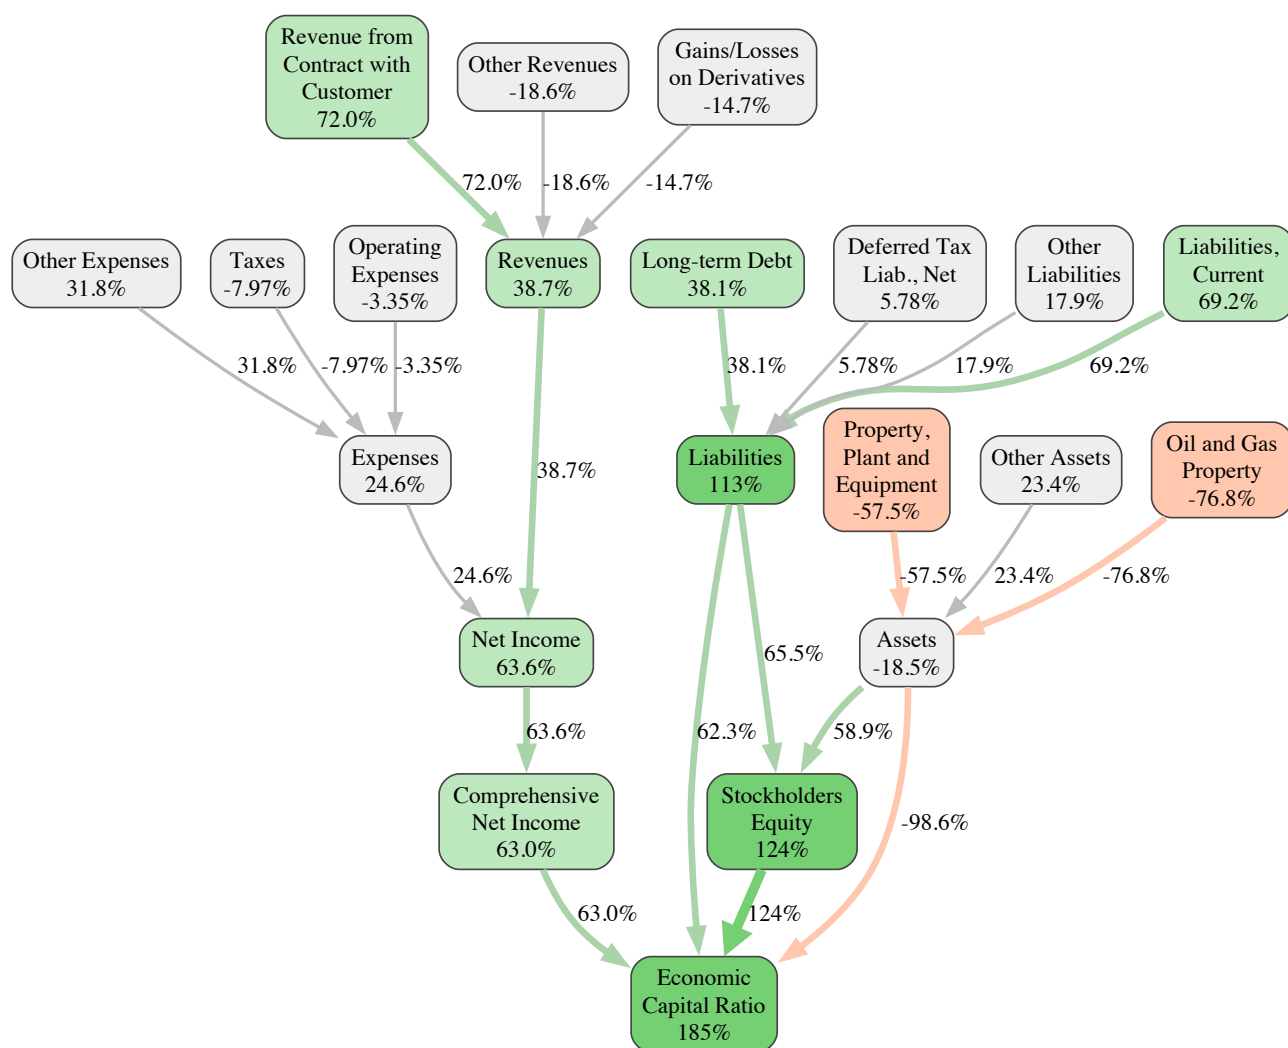 Revenue from
Contract with
Customer
72.0%
Other Revenues
-18.6%
Gains/Losses
on Derivatives
-14.7%
72.0%
-18.6%
-14.7%
Other Expenses
31.8%
Taxes
-7.97%
Operating
Expenses
-3.35%
Revenues
38.7%
Long-term Debt
38.1%
Deferred Tax
Liab., Net
5.78%
Other
Liabilities
17.9%
Liabilities,
Current
69.2%
31.8%
-7.97%
-3.35%
38.1%
5.78%
17.9%
69.2%
Expenses
24.6%
38.7%
Liabilities
113%
Property,
Plant and
Equipment
-57.5%
Other Assets
23.4%
Oil and Gas
Property
-76.8%
24.6%
-57.5%
23.4%
-76.8%
Net Income
63.6%
65.5%
Assets
-18.5%
63.6%
62.3%
58.9%
Comprehensive
Net Income
63.0%
Stockholders
Equity
124%
-98.6%
63.0%
124%
Economic
Capital Ratio
185%